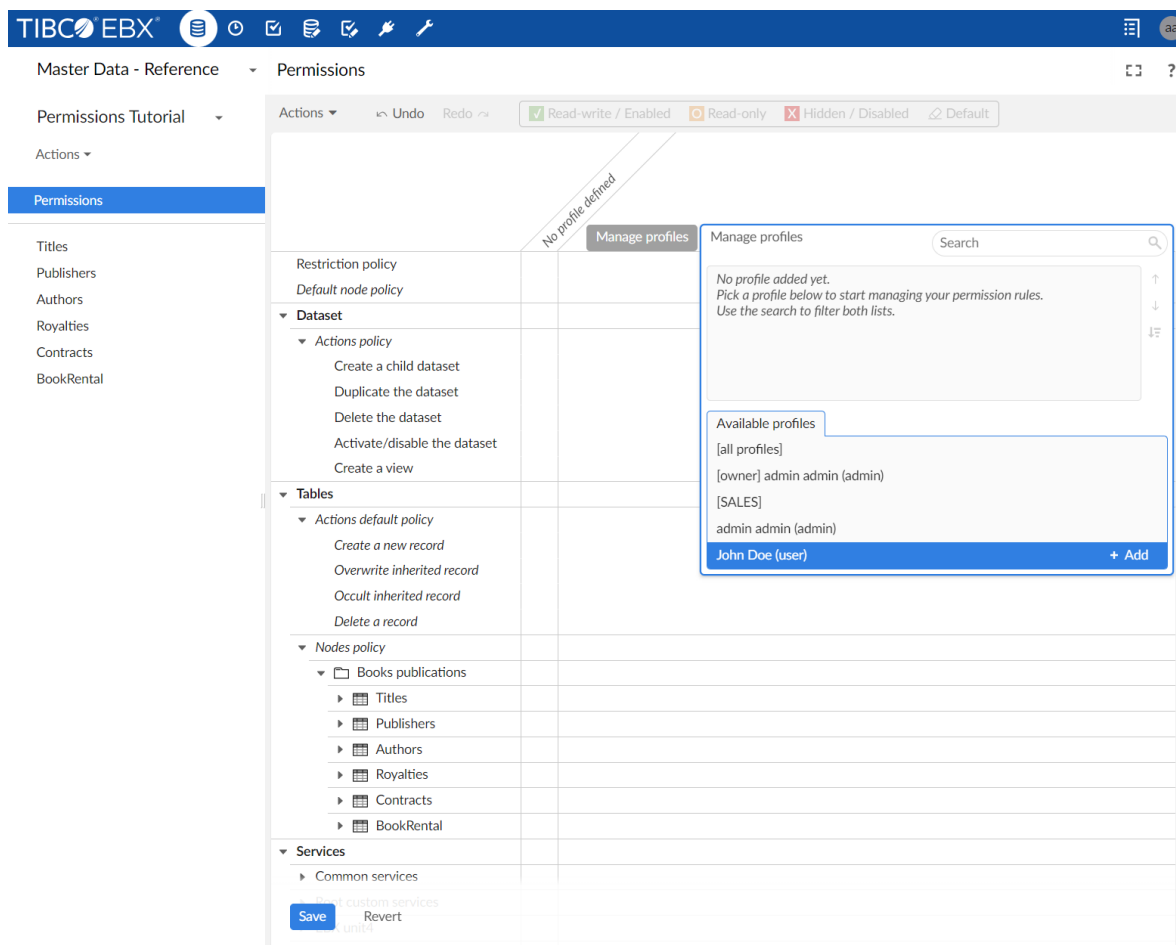 TIBCO EBX®
aa
Master Data - Reference
Permissions
?
Permissions Tutorial
Actions
Permissions
Titles
Publishers
Authors
Royalties
Contracts
BookRental
Actions
Undo
Redo
Read-write / Enabled
Read-only
X Hidden / Disabled
Default
No profile defined
Manage profiles
Manage profiles
Search
No profile added yet.
Pick a profile below to start managing your permission rules.
Use the search to filter both lists.
Available profiles
[all profiles]
[owner] admin admin (admin)
[SALES]
admin admin (admin)
John Doe (user)
+ Add
Restriction policy
Default node policy
Dataset
Actions policy
Create a child dataset
Duplicate the dataset
Delete the dataset
Activate/disable the dataset
Create a view
Tables
Actions default policy
Create a new record
Overwrite inherited record
Occult inherited record
Delete a record
Nodes policy
Books publications
Titles
Publishers
Authors
Royalties
Contracts
BookRental
Services
Common services
Root custom services
unit4
Save
Revert